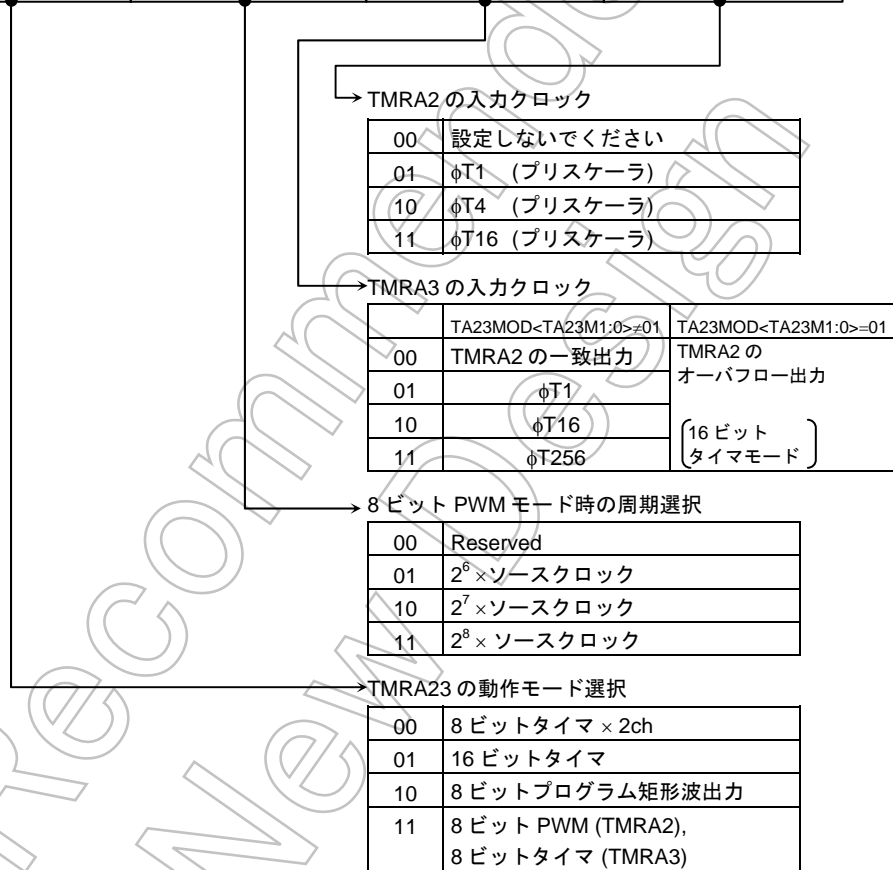 TMRA2 の入力クロック
00 設定しないでください
01 φT1 (プリスケーラ)
10 φT4 (プリスケーラ)
11 φT16 (プリスケーラ)
TMRA3 の入力クロック
TA23MOD<TA23M1:0>≠01 TA23MOD<TA23M1:0>=01
00 TMRA2 の一致出力 TMRA2 の
オーバフロー出力
01 φT1
10 φT16 16 ビット
11 φT256 タイマモード
8 ビット PWM モード時の周期選択
00 Reserved
01 2⁶ ×ソースクロック
10 2⁷ ×ソースクロック
11 2⁸ × ソースクロック
TMRA23 の動作モード選択
00 8 ビットタイマ × 2ch
01 16 ビットタイマ
10 8 ビットプログラム矩形波出力
11 8 ビット PWM (TMRA2),
8 ビットタイマ (TMRA3)